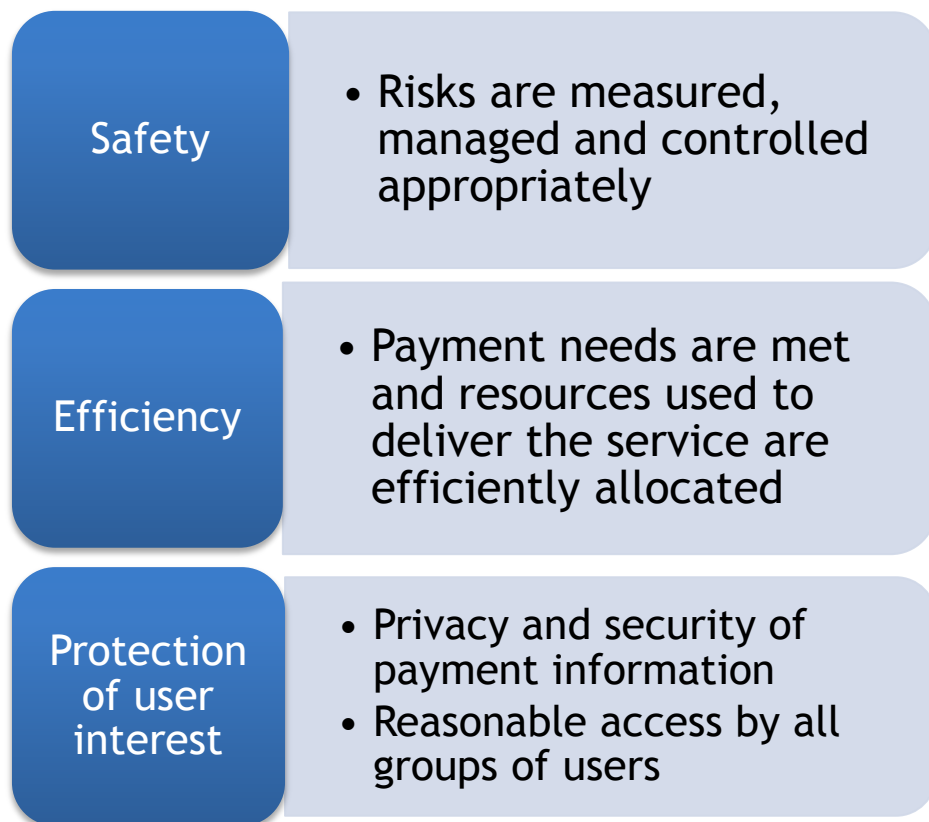 Safety
• Risks are measured,
managed and controlled
appropriately
Efficiency
• Payment needs are met
and resources used to
deliver the service are
efficiently allocated
Protection
of user
interest
• Privacy and security of
payment information
• Reasonable access by all
groups of users